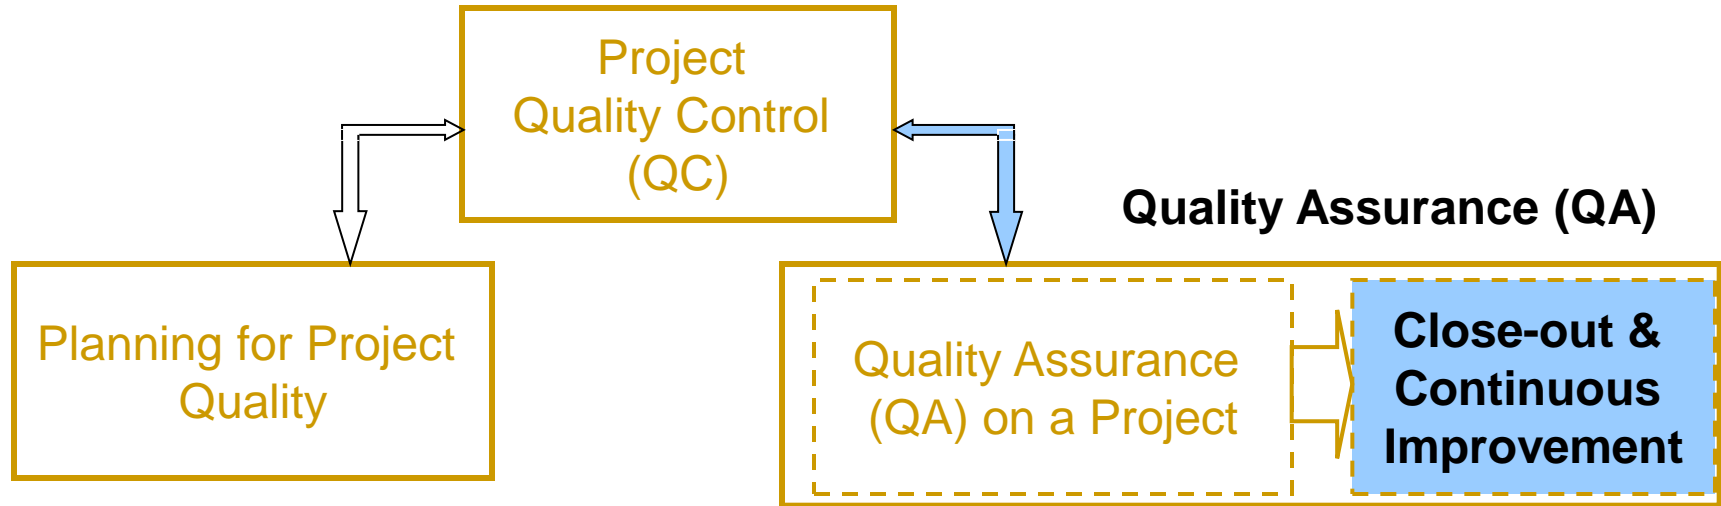 Project
Quality Control
(QC)
Quality Assurance (QA)
Planning for Project
Quality
Quality Assurance
(QA) on a Project
Close-out &
Continuous
Improvement